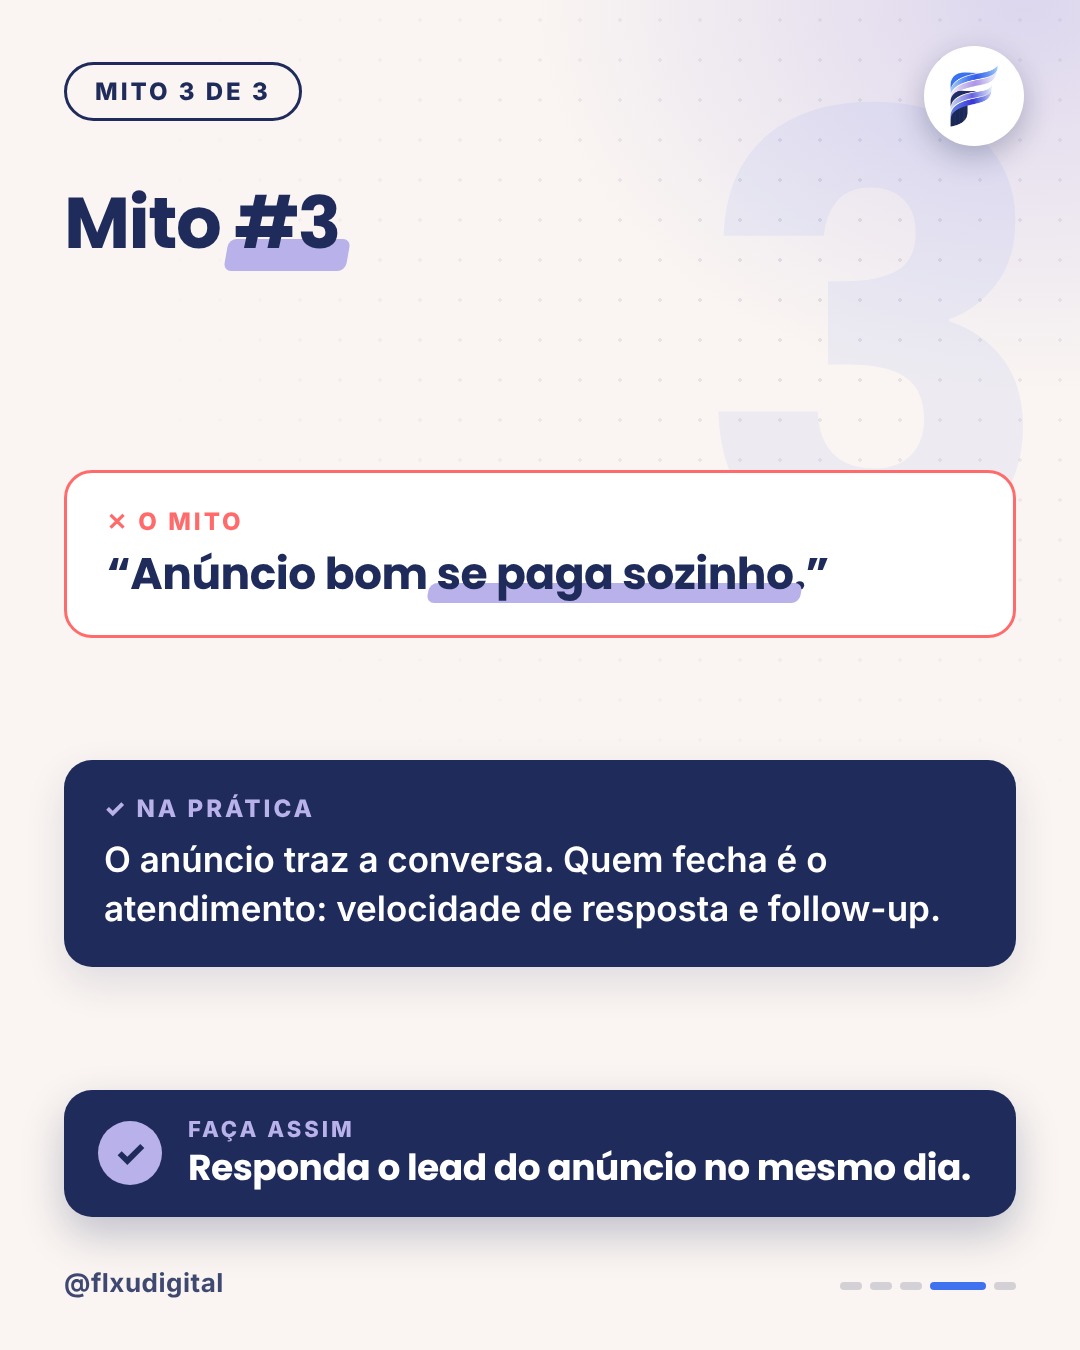 MITO 3 DE 3
Mito #3
3
✕ O MITO
“Anúncio bom se paga sozinho.”
✓ NA PRÁTICA
O anúncio traz a conversa. Quem fecha é o
atendimento: velocidade de resposta e follow-up.
FAÇA ASSIM
Responda o lead do anúncio no mesmo dia.
@flxudigital